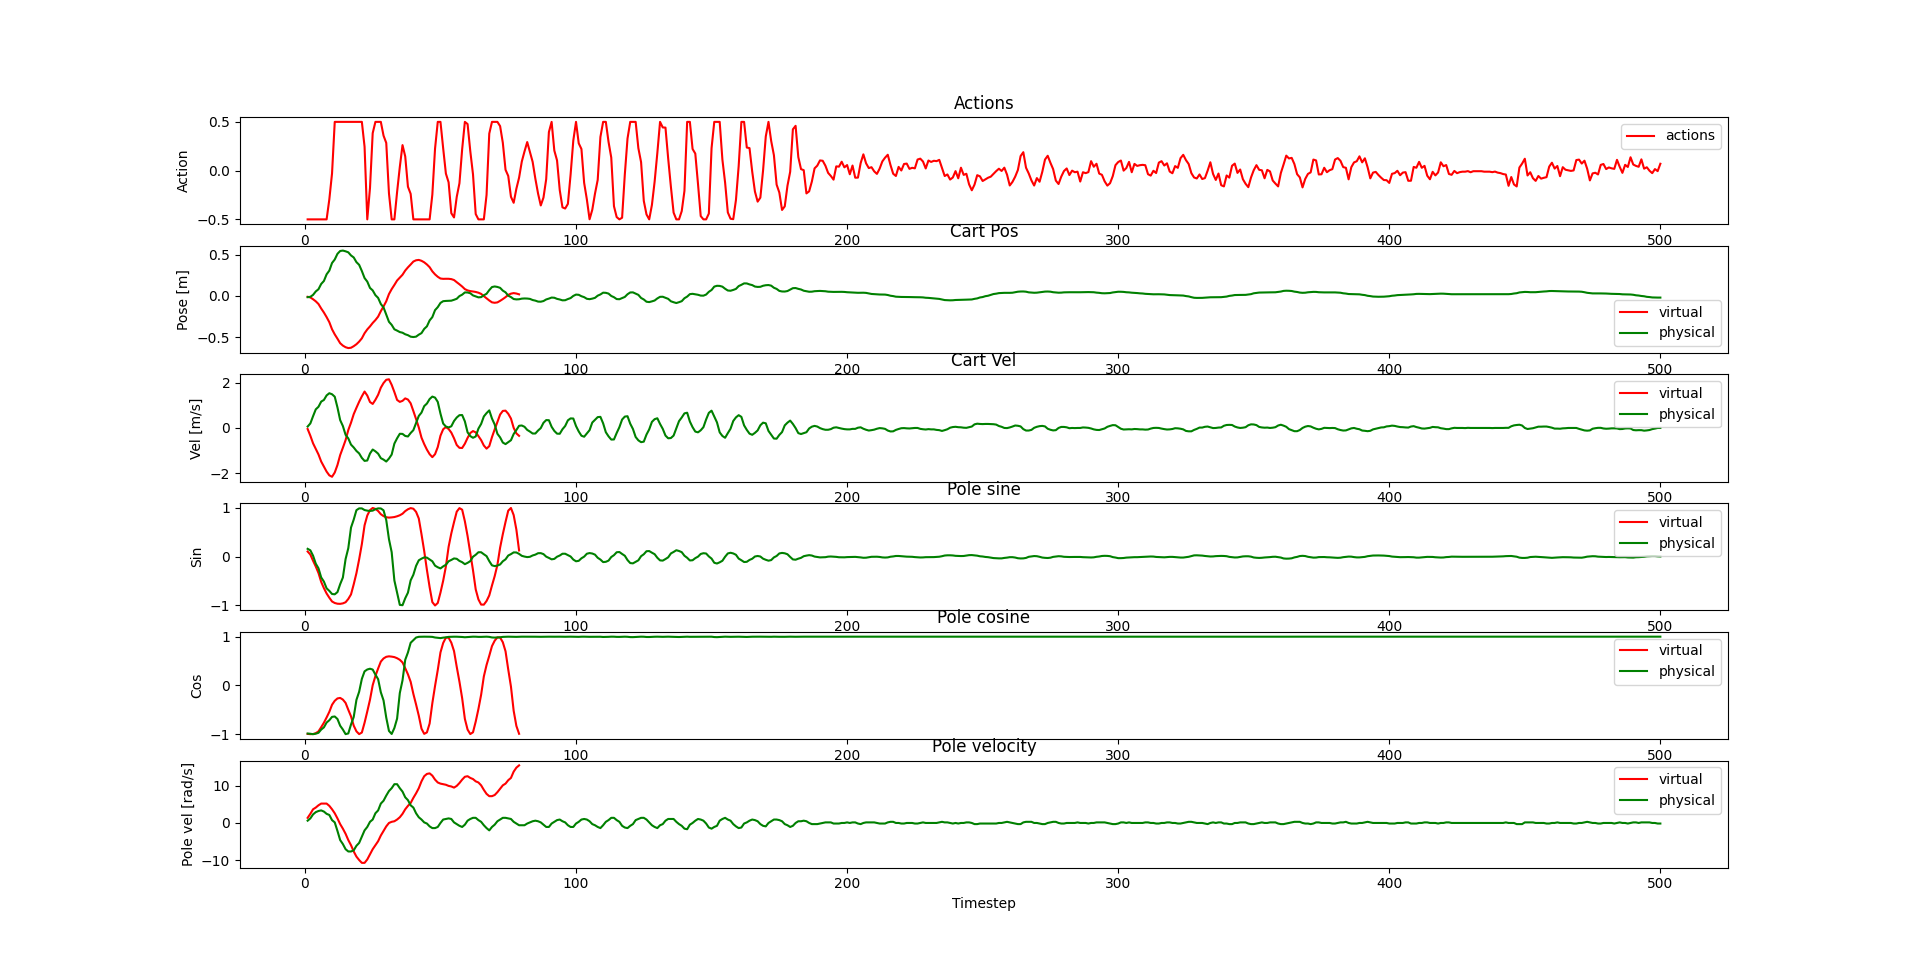 Actions
Action
0.5
0.0
−0.5
actions
0 100 200 300 400 500
Cart Pos
Pose [m]
0.5
0.0
−0.5
virtual
physical
0 100 200 300 400 500
Cart Vel
Vel [m/s]
2
0
−2
virtual
physical
0 100 200 300 400 500
Pole sine
Sin
1
0
−1
virtual
physical
0 100 200 300 400 500
Pole cosine
Cos
1
0
−1
virtual
physical
0 100 200 300 400 500
Pole velocity
Pole vel [rad/s]
10
0
−10
virtual
physical
0 100 200 300 400 500
Timestep